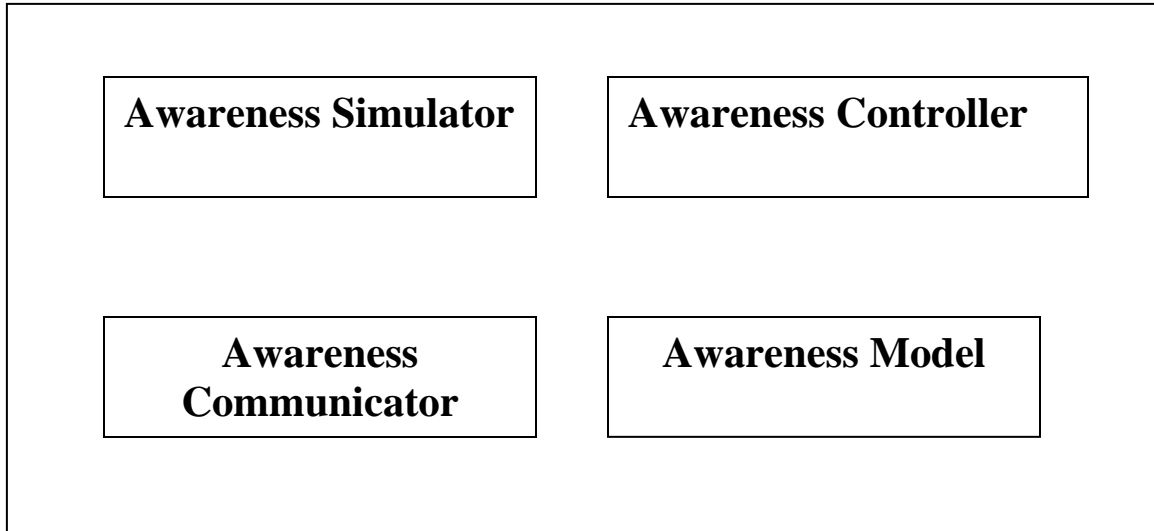 Awareness Simulator
Awareness Controller
Awareness
Communicator
Awareness Model